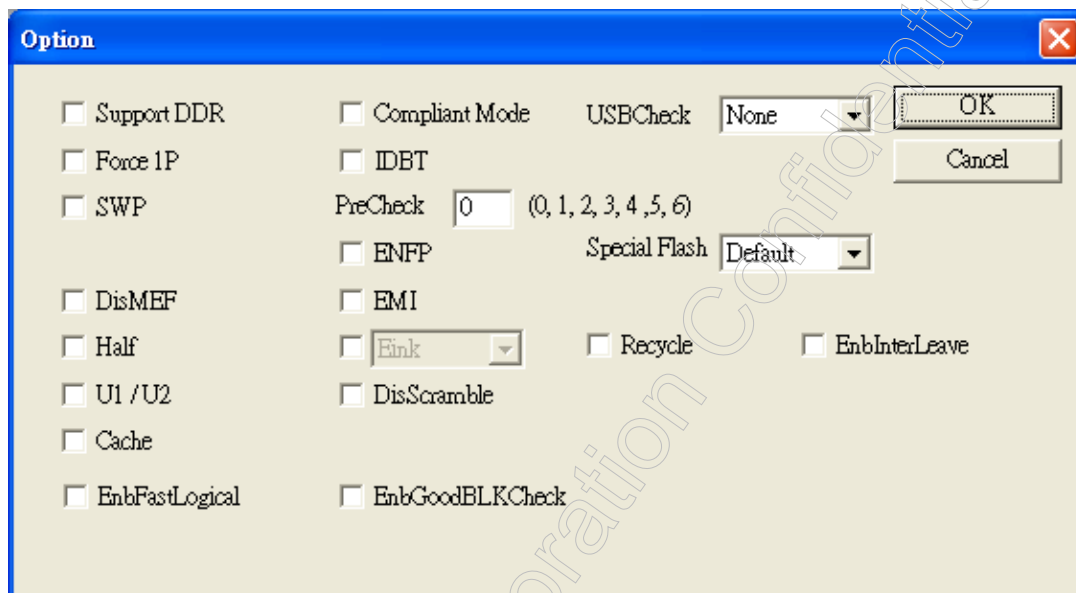 Option
Support DDR
Compliant Mode
USBCheck
None
OK
Force 1P
IDBT
Cancel
SWP
PreCheck
0
(0, 1, 2, 3, 4 ,5, 6)
ENFP
Special Flash
Default
DisMEF
EMI
Half
Eink
Recycle
EnbInterLeave
U1 / U2
DisScramble
Cache
EnbFastLogical
EnbGoodBLKCheck
oration Confidential